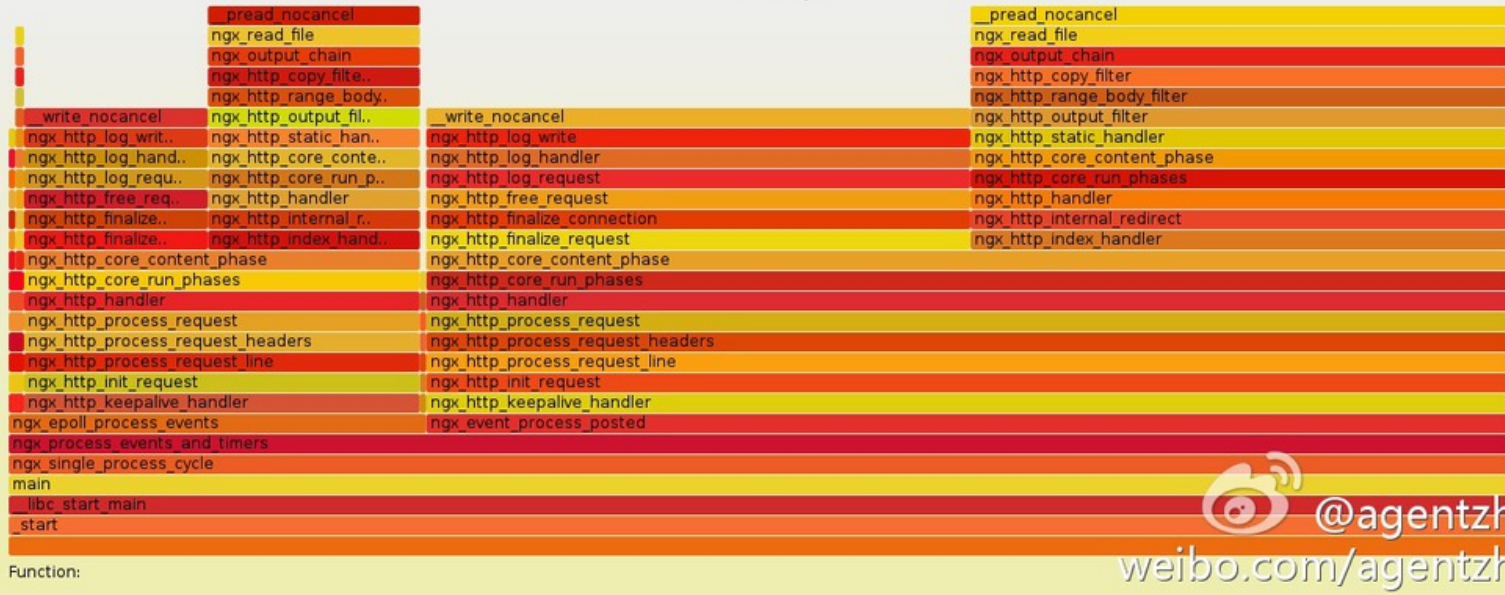 __pread_nocancel __pread_nocancel
ngx_read_file ngx_read_file
ngx_output_chain ngx_output_chain
ngx_http_copy_filte.. ngx_http_copy_filter
ngx_http_range_body.. ngx_http_range_body_filter
__write_nocancel ngx_http_output_fil.. __write_nocancel ngx_http_output_filter
ngx_http_log_writ.. ngx_http_static_han.. ngx_http_log_write ngx_http_static_handler
ngx_http_log_hand.. ngx_http_core_conte.. ngx_http_log_handler ngx_http_core_content_phase
ngx_http_log_requ.. ngx_http_core_run_p.. ngx_http_log_request ngx_http_core_run_phases
ngx_http_free_req.. ngx_http_handler ngx_http_free_request ngx_http_handler
ngx_http_finalize.. ngx_http_internal_r.. ngx_http_finalize_connection ngx_http_internal_redirect
ngx_http_finalize.. ngx_http_index_hand.. ngx_http_finalize_request ngx_http_index_handler
ngx_http_core_content_phase ngx_http_core_content_phase
ngx_http_core_run_phases ngx_http_core_run_phases
ngx_http_handler ngx_http_handler
ngx_http_process_request ngx_http_process_request
ngx_http_process_request_headers ngx_http_process_request_headers
ngx_http_process_request_line ngx_http_process_request_line
ngx_http_init_request ngx_http_init_request
ngx_http_keepalive_handler ngx_http_keepalive_handler
ngx_epoll_process_events ngx_event_process_posted
ngx_process_events_and_timers
ngx_single_process_cycle
main
__libc_start_main
_start
Function:
@agentzh
weibo.com/agentzh